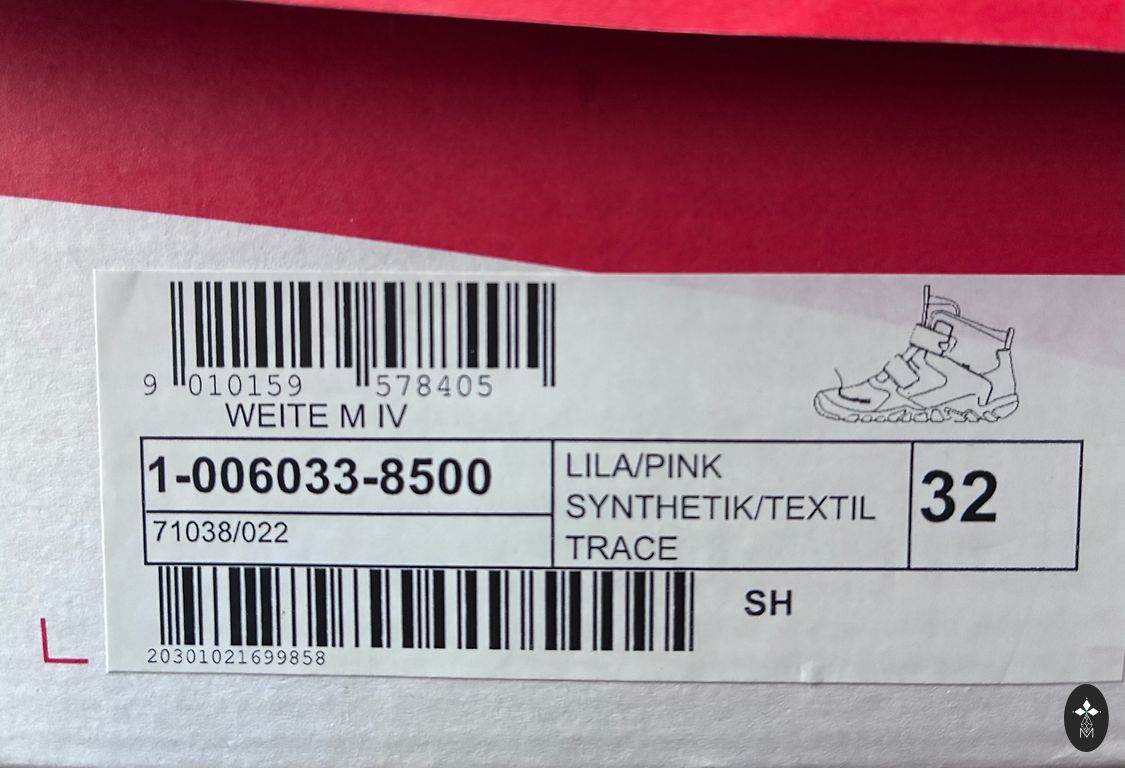 9 010159 578405
WEITE M IV
1-006033-8500
71038/022
LILA/PINK
SYNTHETIK/TEXTIL
TRACE
32
20301021699858
SH
M